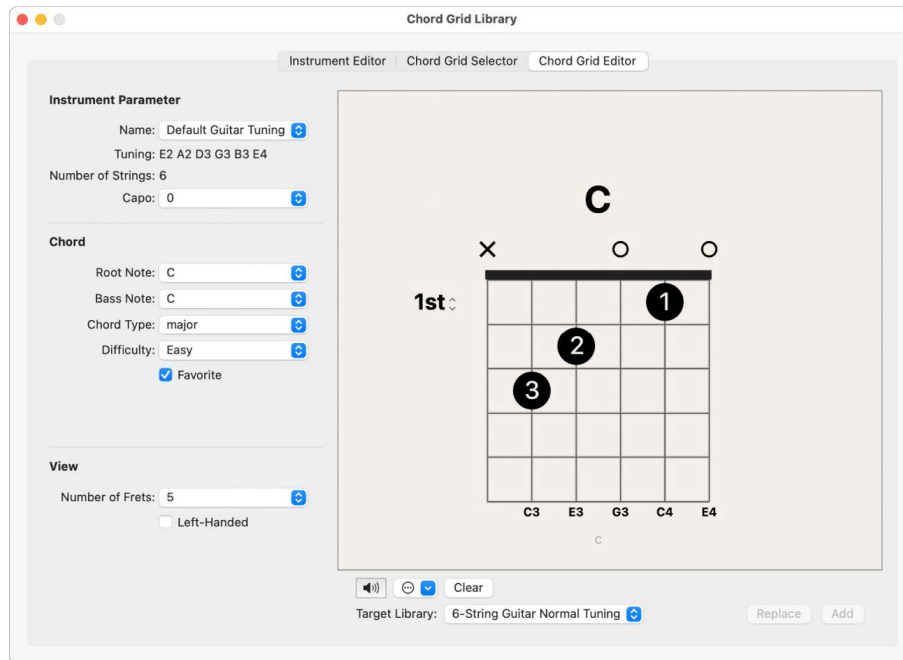 Chord Grid Library
Instrument Editor Chord Grid Selector Chord Grid Editor
Instrument Parameter
Name: Default Guitar Tuning
Tuning: E2 A2 D3 G3 B3 E4
Number of Strings: 6
Capo: 0
Chord
Root Note: C
Bass Note: C
Chord Type: major
Difficulty: Easy
Favorite
View
Number of Frets: 5
Left-Handed
C
1st
1
2
3
C3 E3 G3 C4 E4
C
Clear
Target Library: 6-String Guitar Normal Tuning
Replace Add